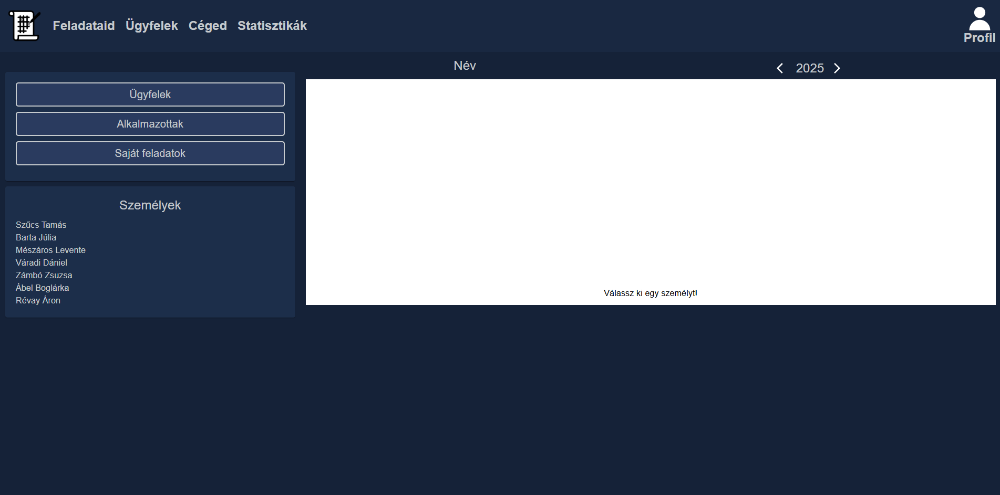 Feladataid Ügyfelek Céged Statisztikák
Profil
Ügyfelek
Alkalmazottak
Saját feladatok
Személyek
Szűcs Tamás
Barta Júlia
Mészáros Levente
Váradi Dániel
Zámbó Zsuzsa
Ábel Boglárka
Révay Áron
Név
2025
Válassz ki egy személyt!